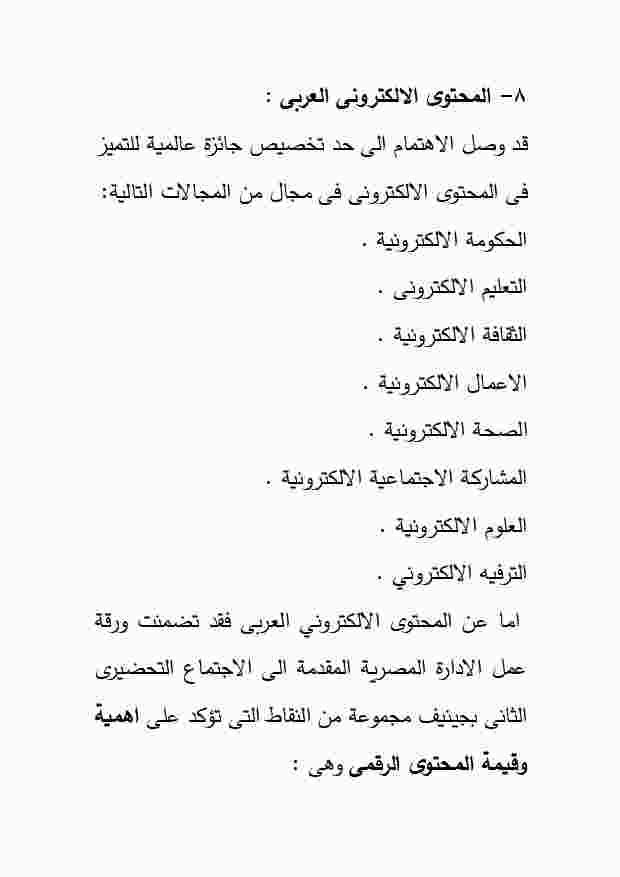 ٨- المحتوى الالكترونى العربى :
قد وصل الاهتمام الى حد تخصيص جائزة عالمية للتميز
فى المحتوى الالكترونى فى مجال من المجالات التالية:
الحكومة الالكترونية .
التعليم الالكترونى .
الثقافة الالكترونية .
الاعمال الالكترونية .
الصحة الالكترونية .
المشاركة الاجتماعية الالكترونية .
العلوم الالكترونية .
الترفيه الالكتروني .
اما عن المحتوى الالكتروني العربى فقد تضمنت ورقة
عمل الادارة المصرية المقدمة الى الاجتماع التحضيرى
الثانى بجينيف مجموعة من النقاط التى تؤكد على اهمية
وقيمة المحتوى الرقمى وهى :